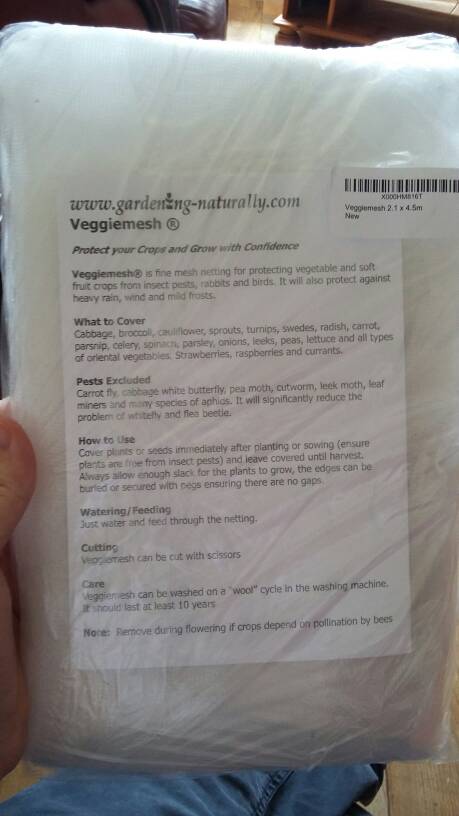 www.gardening-naturally.com
X000HM816T
Veggiemesh 2.1 x 4.5m
New
Veggiemesh ®
Protect your Crops and Grow with Confidence
Veggiemesh® is fine mesh netting for protecting vegetable and soft
fruit crops from insect pests, rabbits and birds. It will also protect against
heavy rain, wind and mild frosts.
What to Cover
Cabbage, broccoli, cauliflower, sprouts, turnips, swedes, radish, carrot,
parsnip, celery, spinach, parsley, onions, leeks, peas, lettuce and all types
of oriental vegetables. Strawberries, raspberries and currants.
Pests Excluded
Carrot fly, cabbage white butterfly, pea moth, cutworm, leek moth, leaf
miners and many species of aphids. It will significantly reduce the
problem of whitefly and flea beetle.
How to Use
Cover plants or seeds immediately after planting or sowing (ensure
plants are free from insect pests) and leave covered until harvest.
Always allow enough slack for the plants to grow, the edges can be
buried or secured with pegs ensuring there are no gaps.
Watering/Feeding
Just water and feed through the netting.
Cutting
Veggiemesh can be cut with scissors
Care
Veggiemesh can be washed on a "wool" cycle in the washing machine.
It should last at least 10 years
Note: Remove during flowering if crops depend on pollination by bees